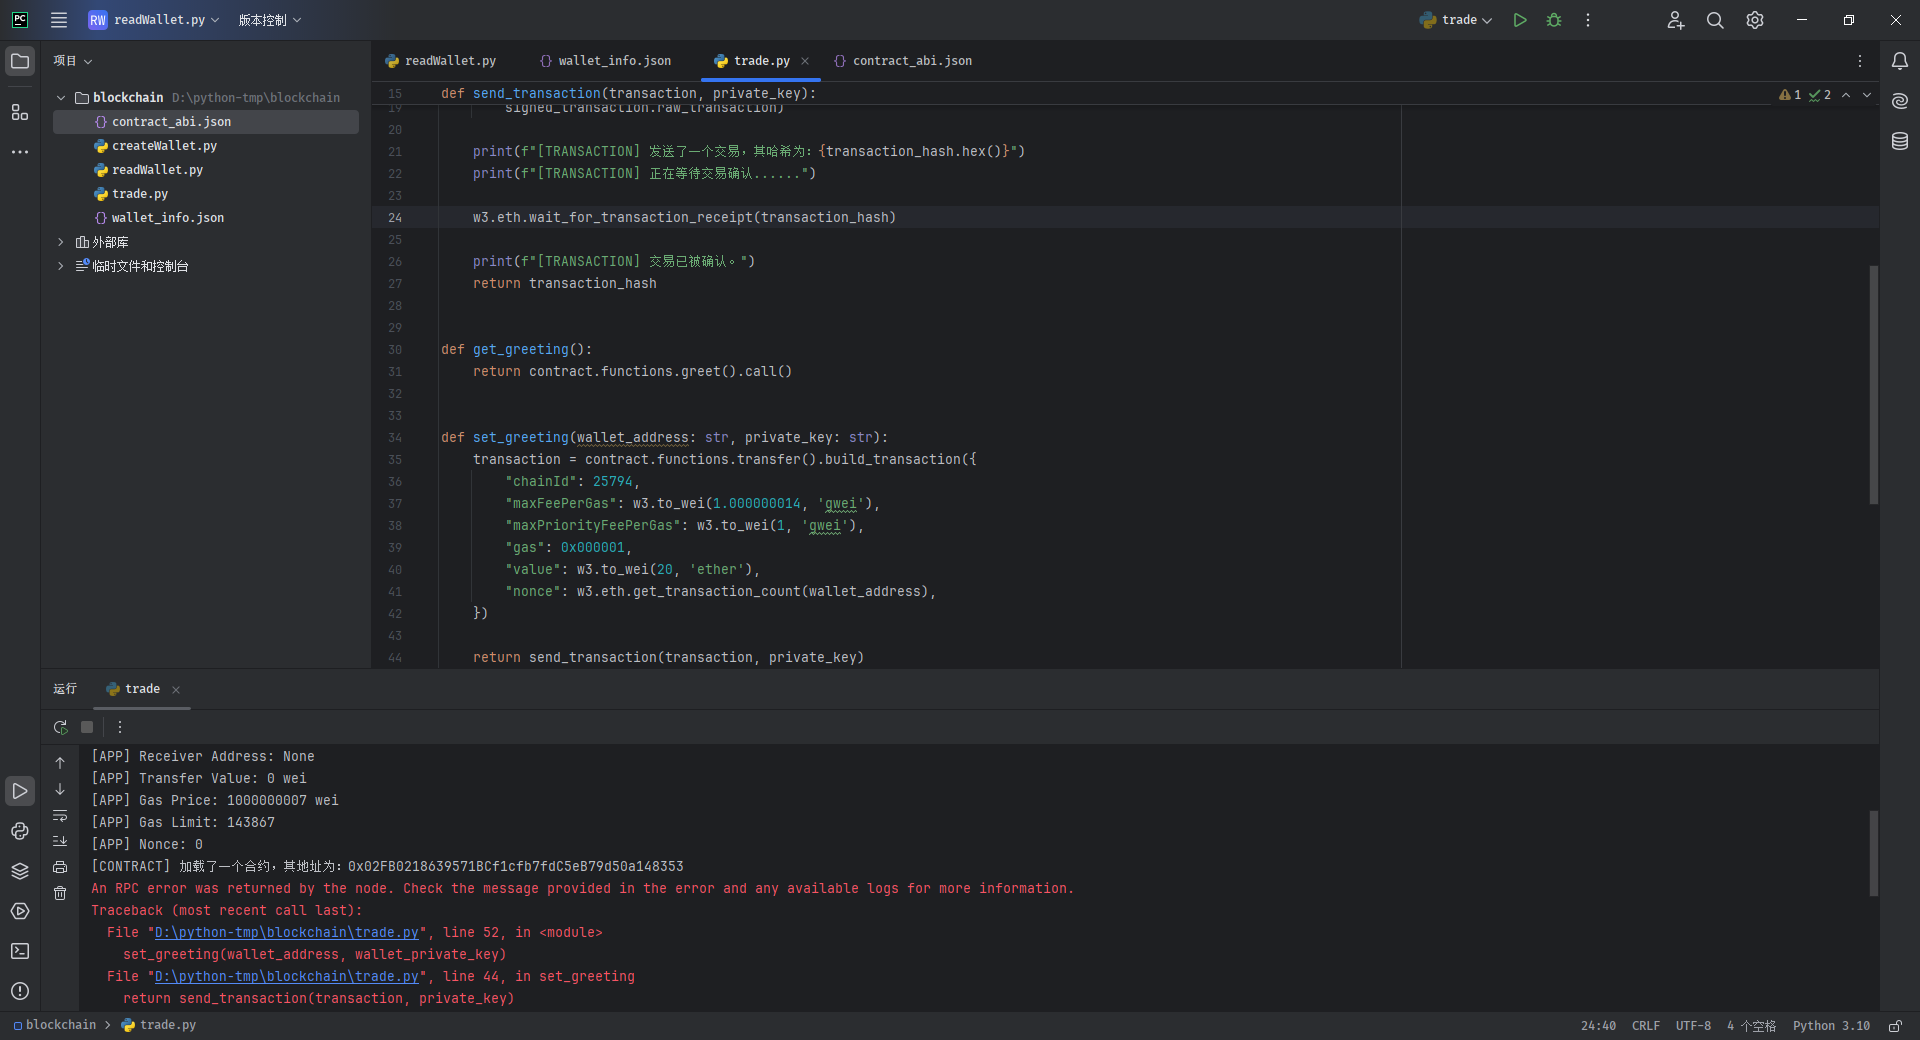 PC RW readWallet.py 版本控制 trade
项目
readWallet.py {} wallet_info.json trade.py {} contract_abi.json
blockchain D:\python-tmp\blockchain
{} contract_abi.json
createWallet.py
readWallet.py
trade.py
{} wallet_info.json
外部库
临时文件和控制台
15 def send_transaction(transaction, private_key):
1 2
19 signed_transaction.raw_transaction)
20
21 print(f"[TRANSACTION] 发送了一个交易，其哈希为：{transaction_hash.hex()}")
22 print(f"[TRANSACTION] 正在等待交易确认......")
23
24 w3.eth.wait_for_transaction_receipt(transaction_hash)
25
26 print(f"[TRANSACTION] 交易已被确认。")
27 return transaction_hash
28
29
30 def get_greeting():
31 return contract.functions.greet().call()
32
33
34 def set_greeting(wallet_address: str, private_key: str):
35 transaction = contract.functions.transfer().build_transaction({
36 "chainId": 25794,
37 "maxFeePerGas": w3.to_wei(1.000000014, 'gwei'),
38 "maxPriorityFeePerGas": w3.to_wei(1, 'gwei'),
39 "gas": 0x000001,
40 "value": w3.to_wei(20, 'ether'),
41 "nonce": w3.eth.get_transaction_count(wallet_address),
42 })
43
44 return send_transaction(transaction, private_key)
运行 trade
[APP] Receiver Address: None
[APP] Transfer Value: 0 wei
[APP] Gas Price: 1000000007 wei
[APP] Gas Limit: 143867
[APP] Nonce: 0
[CONTRACT] 加载了一个合约，其地址为：0x02FB0218639571BCf1cfb7fdC5eB79d50a148353
An RPC error was returned by the node. Check the message provided in the error and any available logs for more information.
Traceback (most recent call last):
File "D:\python-tmp\blockchain\trade.py", line 52, in <module>
set_greeting(wallet_address, wallet_private_key)
File "D:\python-tmp\blockchain\trade.py", line 44, in set_greeting
return send_transaction(transaction, private_key)
blockchain > trade.py
24:40 CRLF UTF-8 4 个空格 Python 3.10